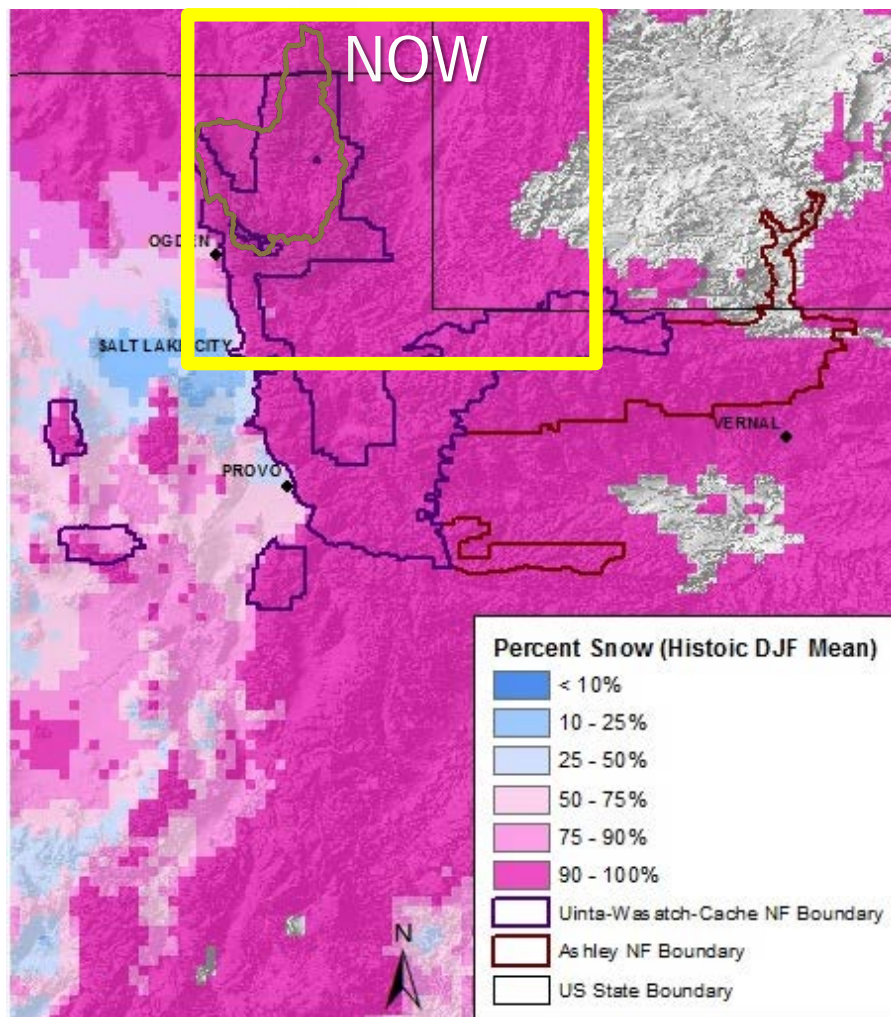 NOW
OGDEN
SALT LAKE CITY
VERNAL
PROVO
Percent Snow (Histoic DJF Mean)
< 10%
10 - 25%
25 - 50%
50 - 75%
75 - 90%
90 - 100%
Uinta-Wasatch-Cache NF Boundary
Ashley NF Boundary
US State Boundary
N